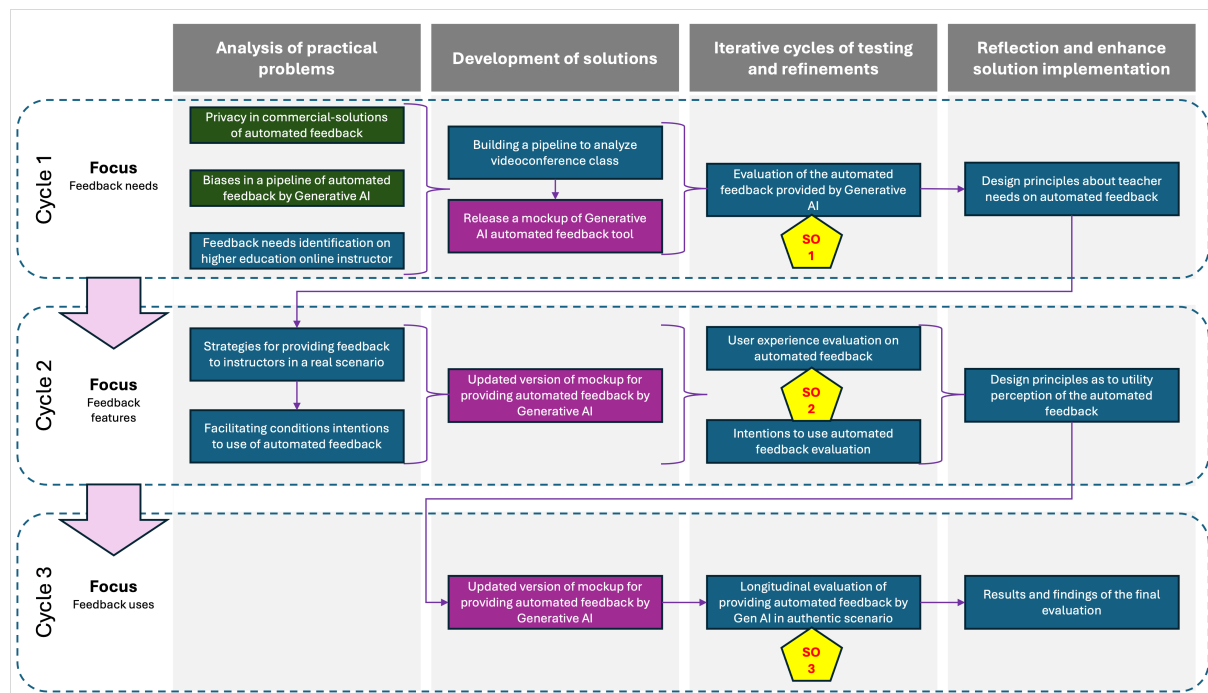 Analysis of practical
problems
Development of solutions
Iterative cycles of testing
and refinements
Reflection and enhance
solution implementation
Cycle 1
Focus
Feedback needs
Privacy in commercial-solutions
of automated feedback
Biases in a pipeline of automated
feedback by Generative AI
Feedback needs identification on
higher education online instructor
Building a pipeline to analyze
videoconference class
Release a mockup of Generative
AI automated feedback tool
Evaluation of the automated
feedback provided by Generative
AI
SO
1
Design principles about teacher
needs on automated feedback
Cycle 2
Focus
Feedback
features
Strategies for providing feedback
to instructors in a real scenario
Facilitating conditions intentions
to use of automated feedback
Updated version of mockup for
providing automated feedback by
Generative AI
User experience evaluation on
automated feedback
SO
2
Intentions to use automated
feedback evaluation
Design principles as to utility
perception of the automated
feedback
Cycle 3
Focus
Feedback uses
Updated version of mockup for
providing automated feedback by
Generative AI
Longitudinal evaluation of
providing automated feedback by
Gen AI in authentic scenario
SO
3
Results and findings of the final
evaluation